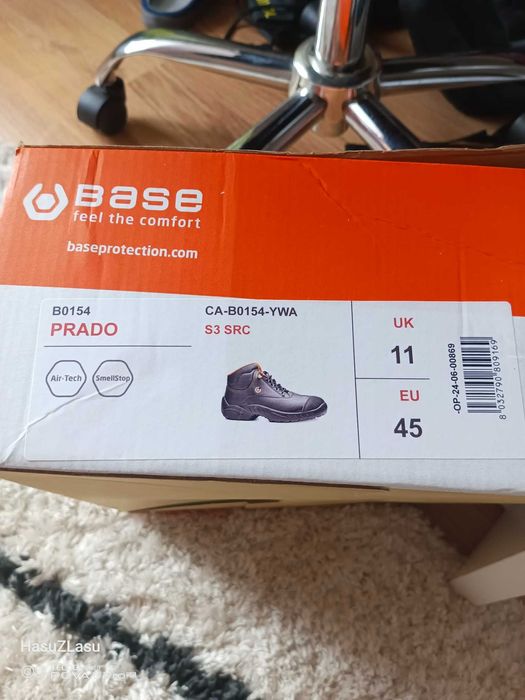 BASE
feel the comfort
baseprotection.com
B0154
PRADO
CA-B0154-YWA
S3 SRC
Air-Tech
SmellStop
UK
11
EU
45
-OP-24-06-00869
8 032790 809169
HasuZLasu